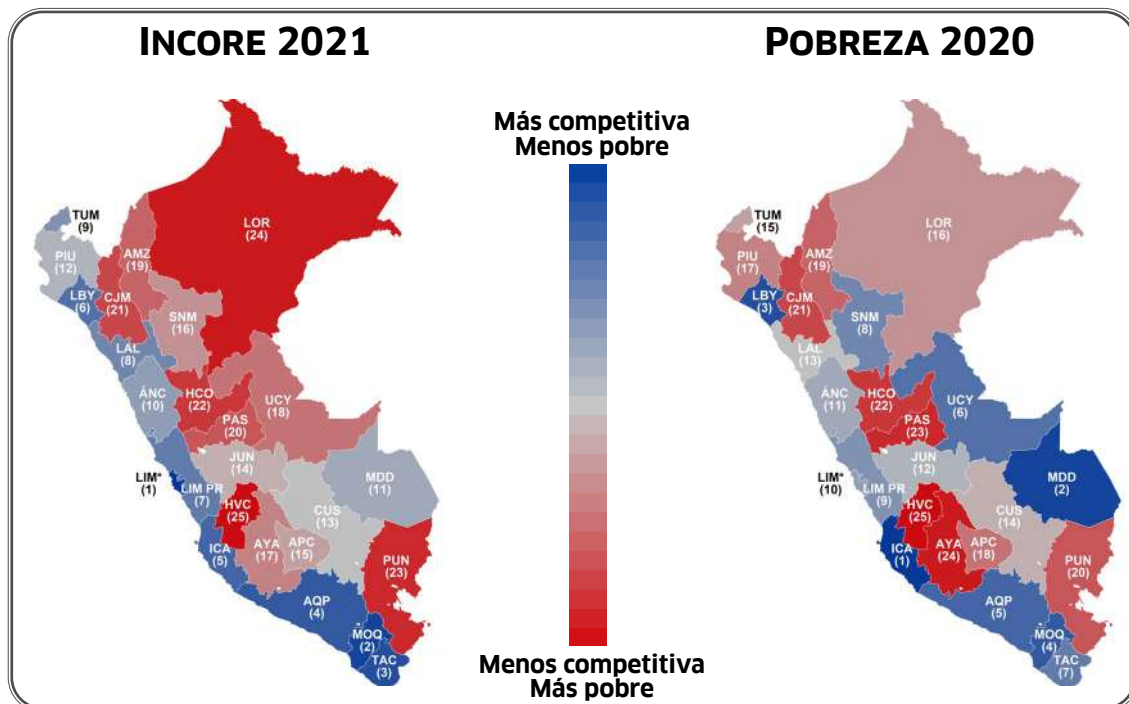 INCORE 2021
TUM
(9)
LOR
(24)
PIU
(12)
AMZ
(19)
LBY
(6)
CJM
(21)
SNM
(16)
LAL
(8)
ÁNC
(10)
HCO
(22)
UCY
(18)
PAS
(20)
JUN
(14)
LIM*
(1)
LIM PR
(7)
MDD
(11)
HVC
(25)
CUS
(13)
ICA
(5)
AYA
(17)
APC
(15)
PUN
(23)
AQP
(4)
MOQ
(2)
TAC
(3)
Más competitiva
Menos pobre
Menos competitiva
Más pobre
POBREZA 2020
TUM
(15)
LOR
(16)
PIU
(17)
AMZ
(19)
LBY
(3)
CJM
(21)
SNM
(8)
LAL
(13)
ÁNC
(11)
HCO
(22)
UCY
(6)
PAS
(23)
JUN
(12)
LIM*
(10)
LIM PR
(9)
MDD
(2)
HVC
(25)
CUS
(14)
ICA
(1)
AYA
(24)
APC
(18)
PUN
(20)
AQP
(5)
MOQ
(4)
TAC
(7)